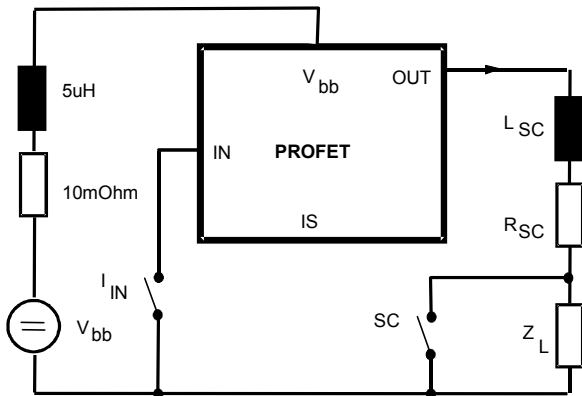 V bb
OUT
5uH
L SC
IN
PROFET
10mOhm
IS
R SC
I IN
SC
V bb
Z L